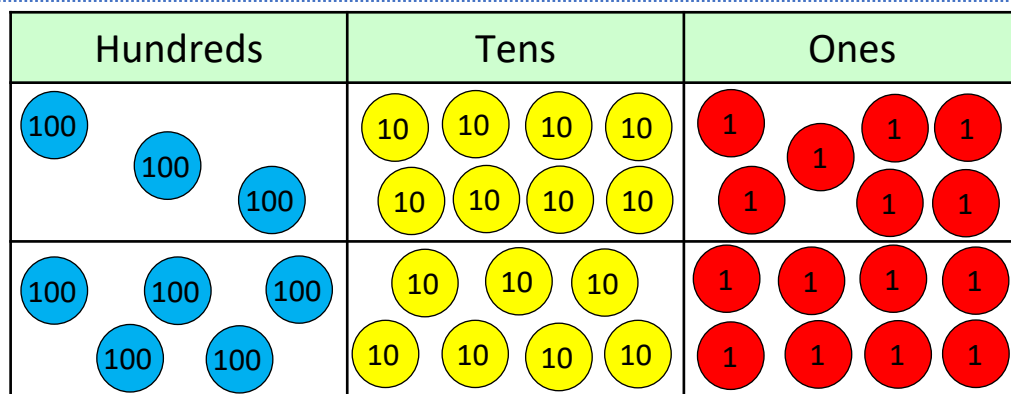 Hundreds Tens Ones
100 10 10 10 10 1 1 1
100 1
100 10 10 10 10 1 1 1
100 100 100 10 10 10 1 1 1 1
100 100 10 10 10 10 1 1 1 1